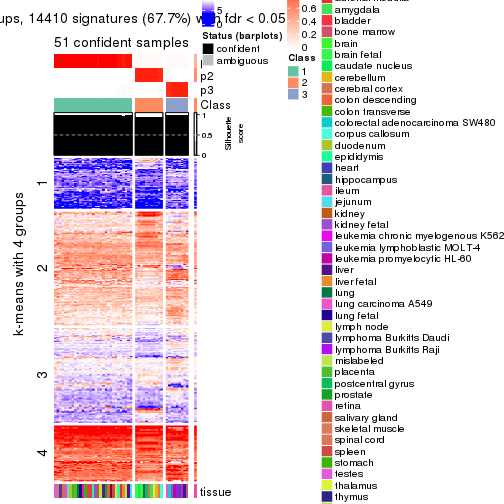 ups, 14410 signatures (67.7%) with fdr < 0.05
51 confident samples
p2
p3
Class
1
0.5
0
Silhouette
score
k-means with 4 groups
1
2
3
4
tissue
5
0
Status (barplots)
confident
ambiguous
0.6
0.4
0.2
0
Class
1
2
3
amygdala
bladder
bone marrow
brain
brain fetal
caudate nucleus
cerebellum
cerebral cortex
colon descending
colon transverse
colorectal adenocarcinoma SW480
corpus callosum
duodenum
epididymis
heart
hippocampus
ileum
jejunum
kidney
kidney fetal
leukemia chronic myelogenous K562
leukemia lymphoblastic MOLT-4
leukemia promyelocytic HL-60
liver
liver fetal
lung
lung carcinoma A549
lung fetal
lymph node
lymphoma Burkitts Daudi
lymphoma Burkitts Raji
mislabeled
placenta
postcentral gyrus
prostate
retina
salivary gland
skeletal muscle
spinal cord
spleen
stomach
testes
thalamus
thymus